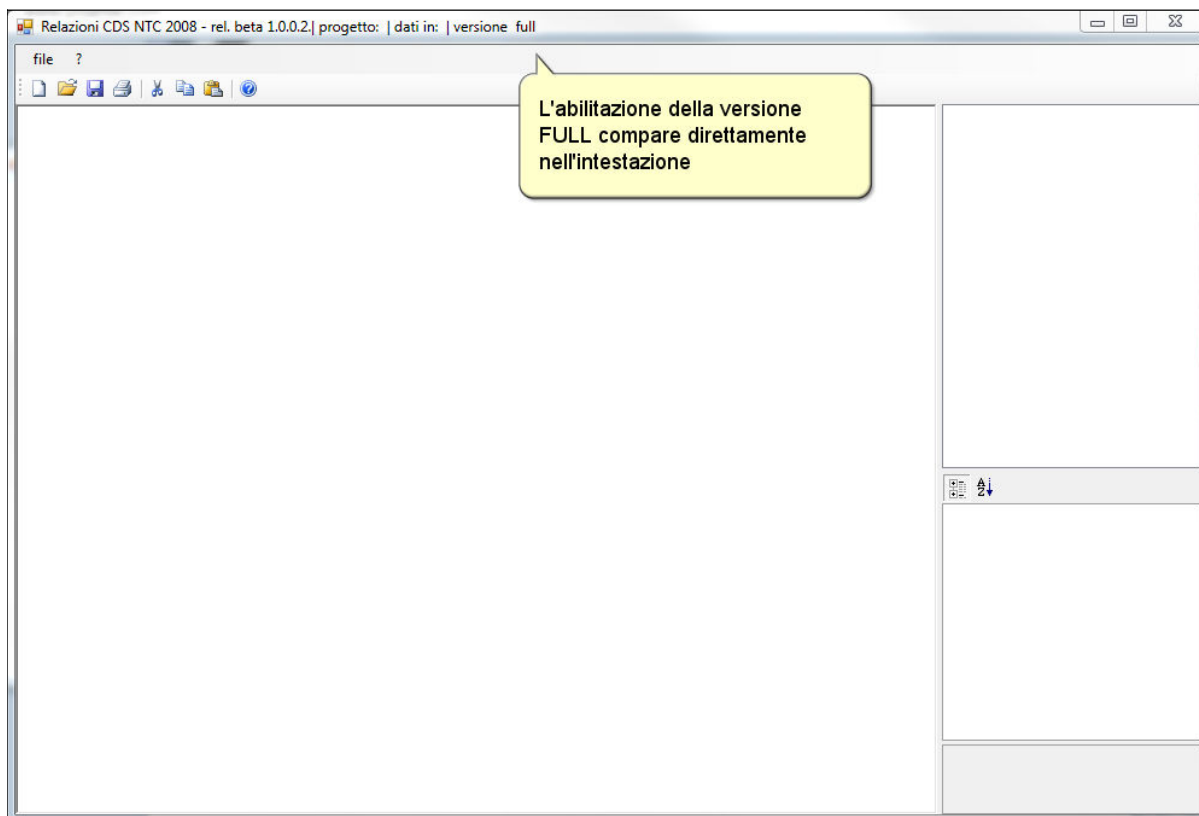 Relazioni CDS NTC 2008 - rel. beta 1.0.0.2.| progetto:  | dati in:  | versione  full
file ?
L'abilitazione della versione
FULL compare direttamente
nell'intestazione